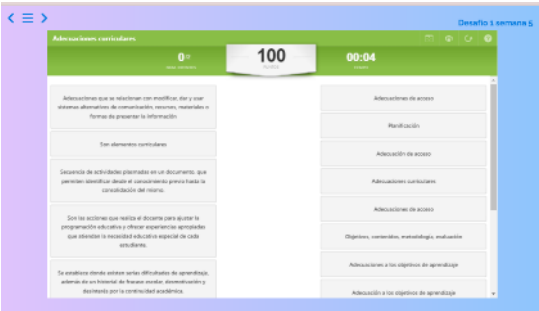 Desafío 1 semana 5
Adecuaciones curriculares
0
100
00:04
Adecuaciones que se relacionan con modificar, dar y usar
sistemas alternativos de comunicación, recursos, materiales o
formas de presentar la información
Son elementos curriculares
Secuencia de actividades plasmadas en un documento, que
permiten identificar desde el conocimiento previo hasta la
consolidación del mismo.
Son las acciones que realiza el docente para ajustar la
programación educativa y ofrecer experiencias apropiadas
que atiendan la necesidad educativa especial de cada
estudiante.
Se establece donde existen serias dificultades de aprendizaje,
además de un historial de fracaso escolar, desmotivación y
desinterés por la continuidad académica.
Adecuaciones de acceso
Planificación
Adecuación de acceso
Adecuaciones curriculares
Adecuaciones de acceso
Objetivos, contenidos, metodología, evaluación
Adecuaciones a los objetivos de aprendizaje
Adecuación a los objetivos de aprendizaje